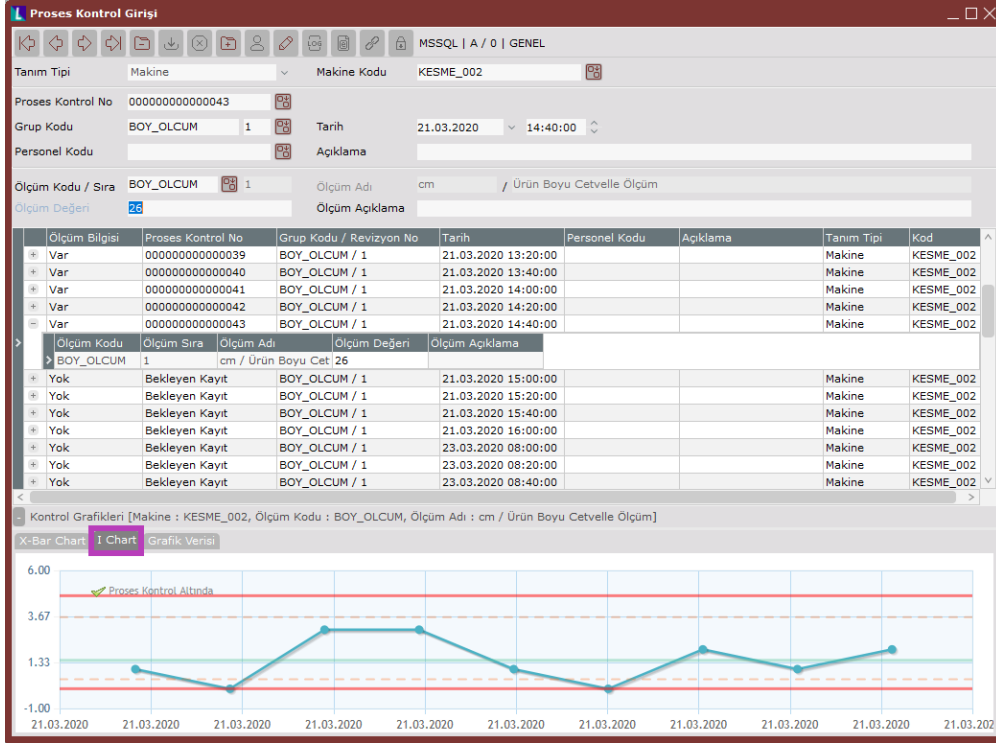 Proses Kontrol Girişi
LOG MSSQL | A / 0 | GENEL
Tanım Tipi Makine Makine Kodu KESME_002
Proses Kontrol No 000000000000043
Grup Kodu BOY_OLCUM 1 Tarih 21.03.2020 14:40:00
Personel Kodu Açıklama
Ölçüm Kodu / Sıra BOY_OLCUM 1 Ölçüm Adı cm / Ürün Boyu Cetvelle Ölçüm
Ölçüm Değeri 26 Ölçüm Açıklama
Ölçüm Bilgisi Proses Kontrol No Grup Kodu / Revizyon No Tarih Personel Kodu Açıklama Tanım Tipi Kod
Var 000000000000039 BOY_OLCUM / 1 21.03.2020 13:20:00 Makine KESME_002
Var 000000000000040 BOY_OLCUM / 1 21.03.2020 13:40:00 Makine KESME_002
Var 000000000000041 BOY_OLCUM / 1 21.03.2020 14:00:00 Makine KESME_002
Var 000000000000042 BOY_OLCUM / 1 21.03.2020 14:20:00 Makine KESME_002
Var 000000000000043 BOY_OLCUM / 1 21.03.2020 14:40:00 Makine KESME_002
Ölçüm Kodu Ölçüm Sıra Ölçüm Adı Ölçüm Değeri Ölçüm Açıklama
BOY_OLCUM 1 cm / Ürün Boyu Cet 26
Yok Bekleyen Kayıt BOY_OLCUM / 1 21.03.2020 15:00:00 Makine KESME_002
Yok Bekleyen Kayıt BOY_OLCUM / 1 21.03.2020 15:20:00 Makine KESME_002
Yok Bekleyen Kayıt BOY_OLCUM / 1 21.03.2020 15:40:00 Makine KESME_002
Yok Bekleyen Kayıt BOY_OLCUM / 1 21.03.2020 16:00:00 Makine KESME_002
Yok Bekleyen Kayıt BOY_OLCUM / 1 23.03.2020 08:00:00 Makine KESME_002
Yok Bekleyen Kayıt BOY_OLCUM / 1 23.03.2020 08:20:00 Makine KESME_002
Yok Bekleyen Kayıt BOY_OLCUM / 1 23.03.2020 08:40:00 Makine KESME_002
Kontrol Grafikleri [Makine : KESME_002, Ölçüm Kodu : BOY_OLCUM, Ölçüm Adı : cm / Ürün Boyu Cetvelle Ölçüm]
X-Bar Chart I Chart Grafik Verisi
6.00
Proses Kontrol Altında
3.67
1.33
-1.00
21.03.2020 21.03.2020 21.03.2020 21.03.2020 21.03.2020 21.03.2020 21.03.2020 21.03.2020 21.03.2020 21.03.2020 21.03.202